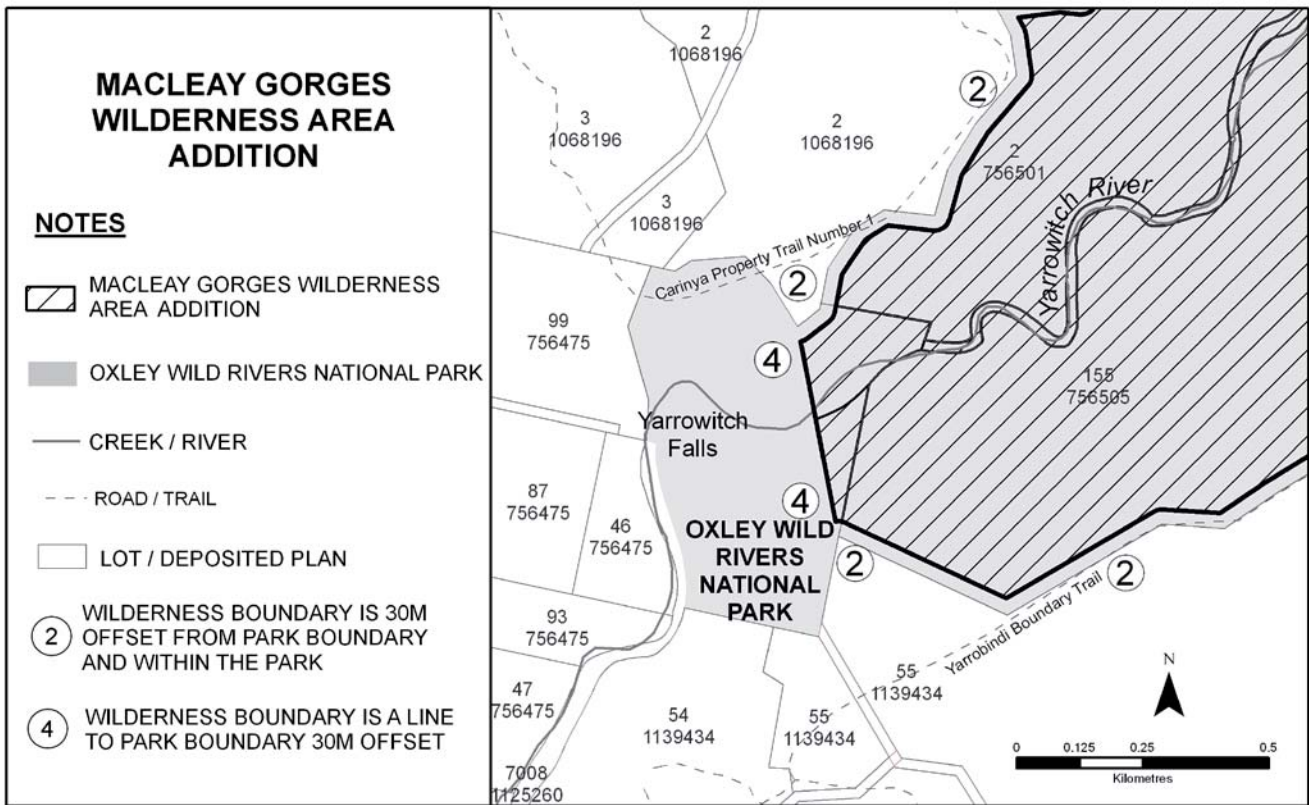 MACLEAY GORGES
WILDERNESS AREA
ADDITION
NOTES
MACLEAY GORGES WILDERNESS
AREA ADDITION
OXLEY WILD RIVERS NATIONAL PARK
CREEK / RIVER
ROAD / TRAIL
LOT / DEPOSITED PLAN
2
WILDERNESS BOUNDARY IS 30M
OFFSET FROM PARK BOUNDARY
AND WITHIN THE PARK
4
WILDERNESS BOUNDARY IS A LINE
TO PARK BOUNDARY 30M OFFSET
2
1068196
3
1068196
2
1068196
2
2
756501
3
1068196
Yarrowitch River
Carinya Property Trail Number 1
2
99
756475
4
155
756505
Yarrowitch
Falls
87
756475
46
756475
4
OXLEY WILD
RIVERS
NATIONAL
PARK
2
2
Yarrobindi Boundary Trail
93
756475
47
756475
54
1139434
55
1139434
55
1139434
7008
1125260
N
0
0.125
0.25
0.5
Kilometres